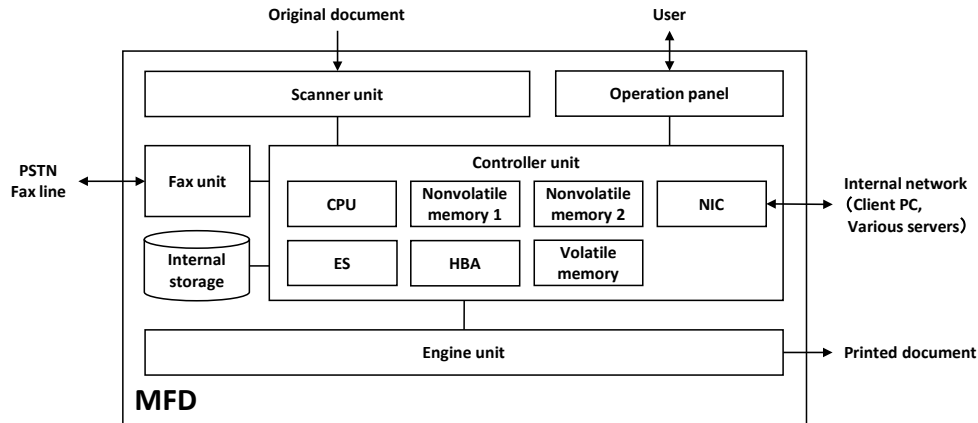 Original document
User
Scanner unit
Operation panel
PSTN
Fax line
Fax unit
Controller unit
CPU
Nonvolatile
memory 1
Nonvolatile
memory 2
NIC
Internal network
（Client PC,
Various servers）
Internal
storage
ES
HBA
Volatile
memory
Engine unit
Printed document
MFD